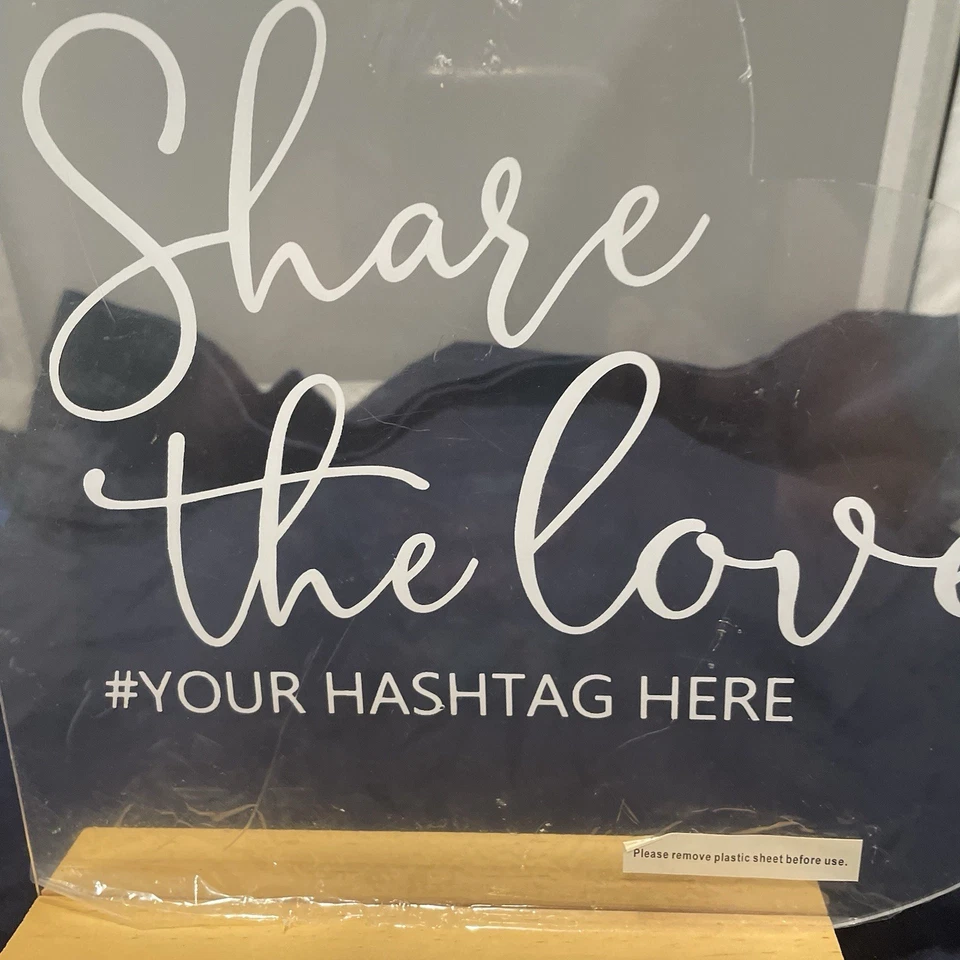 Share
the love
#YOUR HASHTAG HERE
Please remove plastic sheet before use.